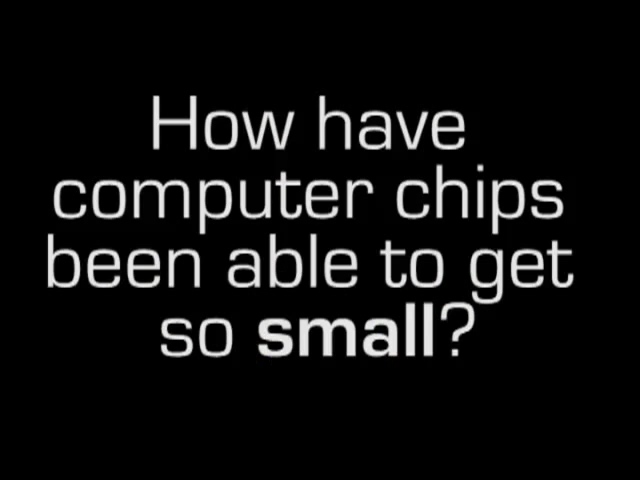 How have
computer chips
been able to get
so small?